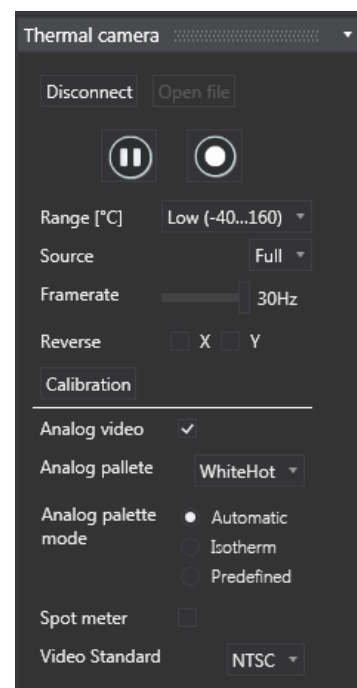 Thermal camera
Disconnect Open file
Range [°C] Low (-40...160)
Source Full
Framerate 30Hz
Reverse X Y
Calibration
Analog video
Analog pallete WhiteHot
Analog palette
mode
Automatic
Isotherm
Predefined
Spot meter
Video Standard NTSC